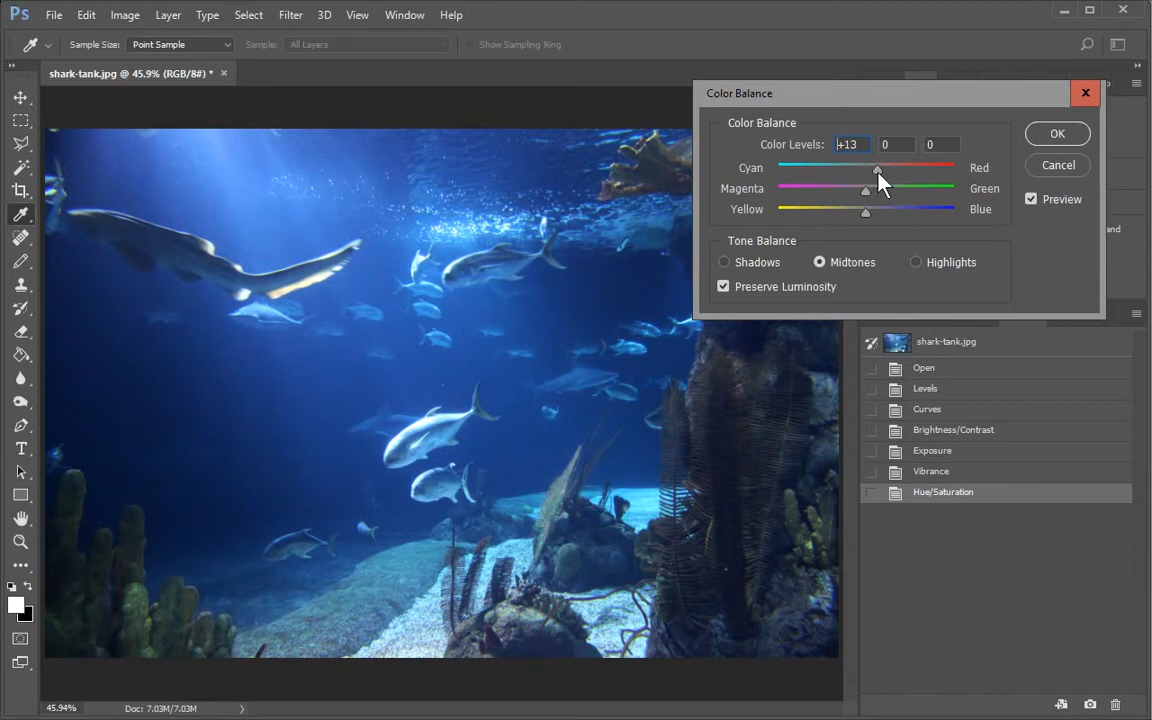 Ps File Edit Image Layer Type Select Filter 3D View Window Help
Sample Size: Point Sample Sample: All Layers Show Sampling Ring
shark-tank.jpg @ 45.9% (RGB/8#) * ×
Color Balance
Color Balance
Color Levels: +13 0 0
Cyan Red
Magenta Green
Yellow Blue
OK
Cancel
Preview
Tone Balance
Shadows Midtones Highlights
Preserve Luminosity
and
shark-tank.jpg
Open
Levels
Curves
Brightness/Contrast
Exposure
Vibrance
Hue/Saturation
45.94% Doc: 7.03M/7.03M